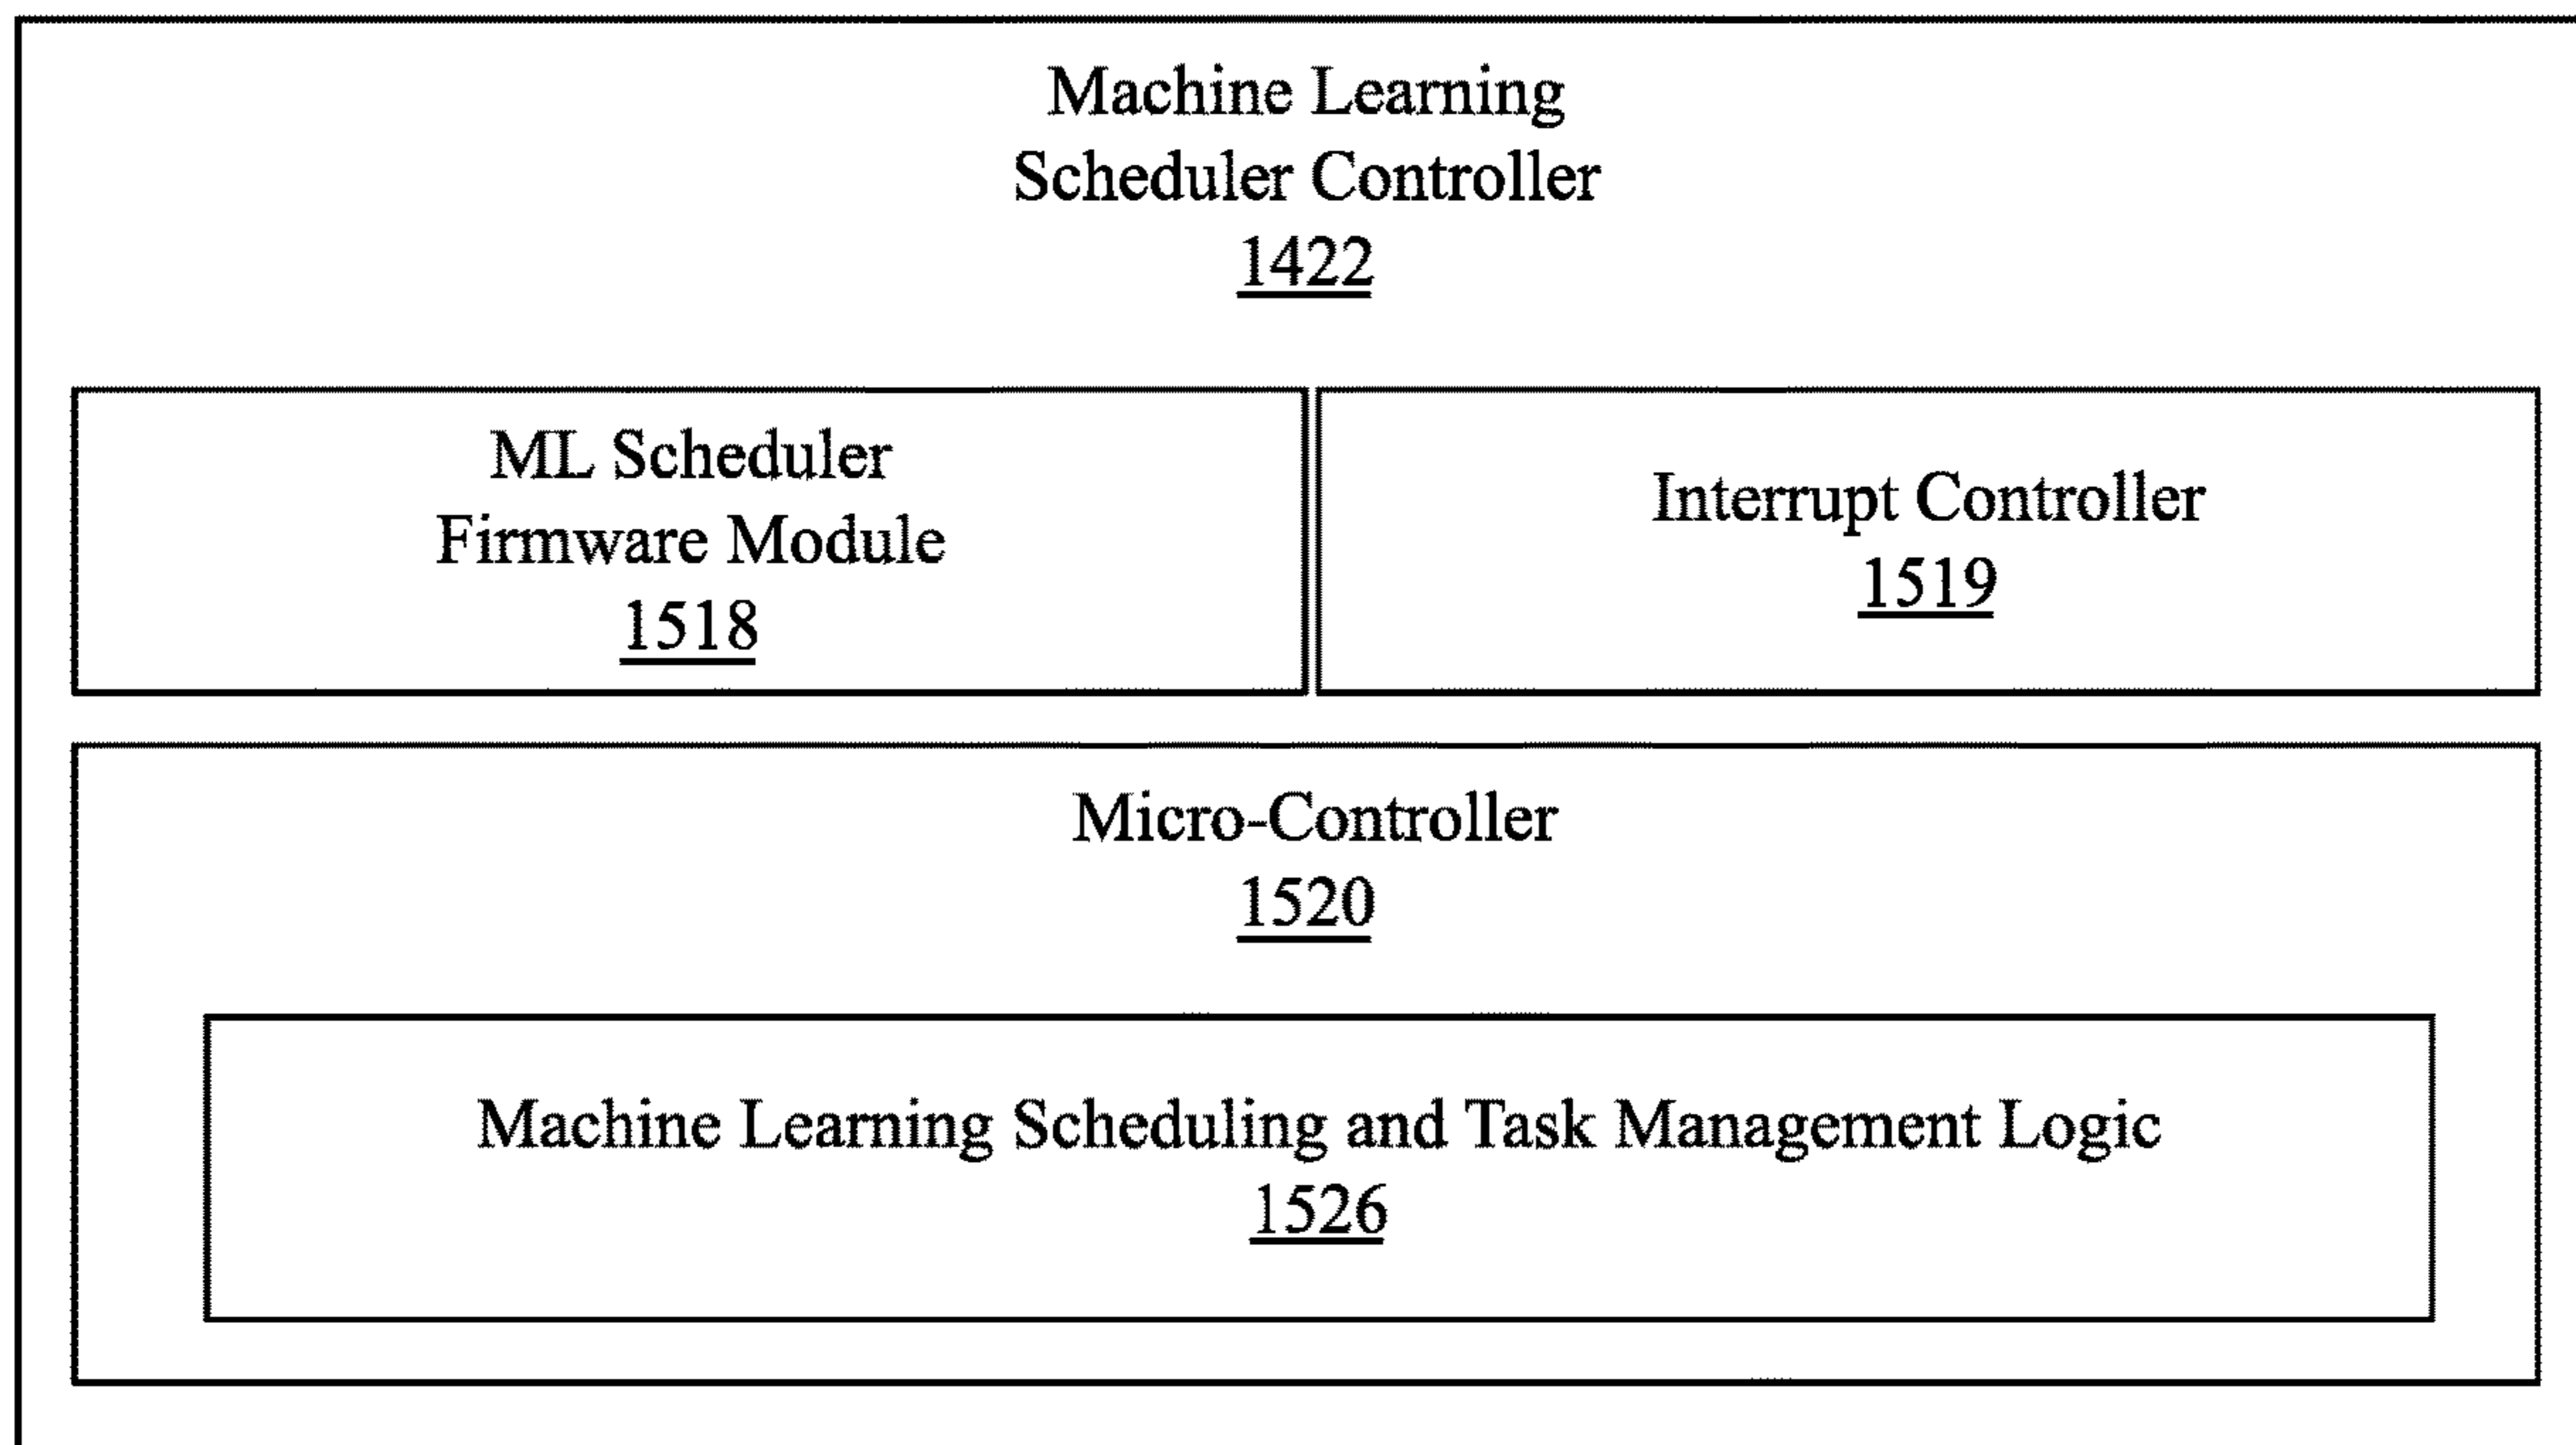 Machine Learning
Scheduler Controller
1422
ML Scheduler
Firmware Module
1518
Interrupt Controller
1519
Micro-Controller
1520
Machine Learning Scheduling and Task Management Logic
1526